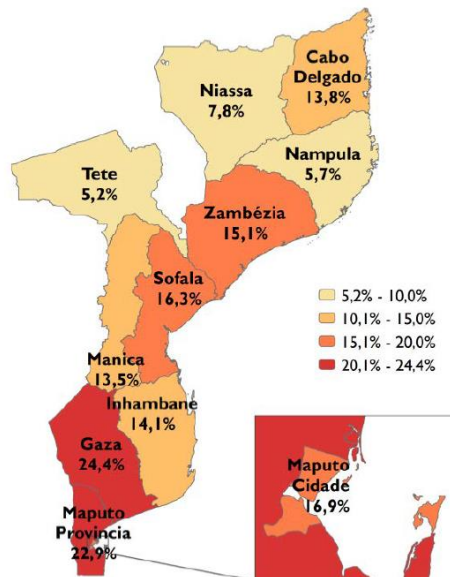 Cabo
Delgado
13,8%
Niassa
7,8%
Nampula
5,7%
Tete
5,2%
Zambézia
15,1%
Sofala
16,3%
5,2% - 10,0%
10,1% - 15,0%
15,1% - 20,0%
20,1% - 24,4%
Manica
13,5%
Inhambane
14,1%
Gaza
24,4%
Maputo
Cidade
16,9%
Maputo
Provincia
22,9%